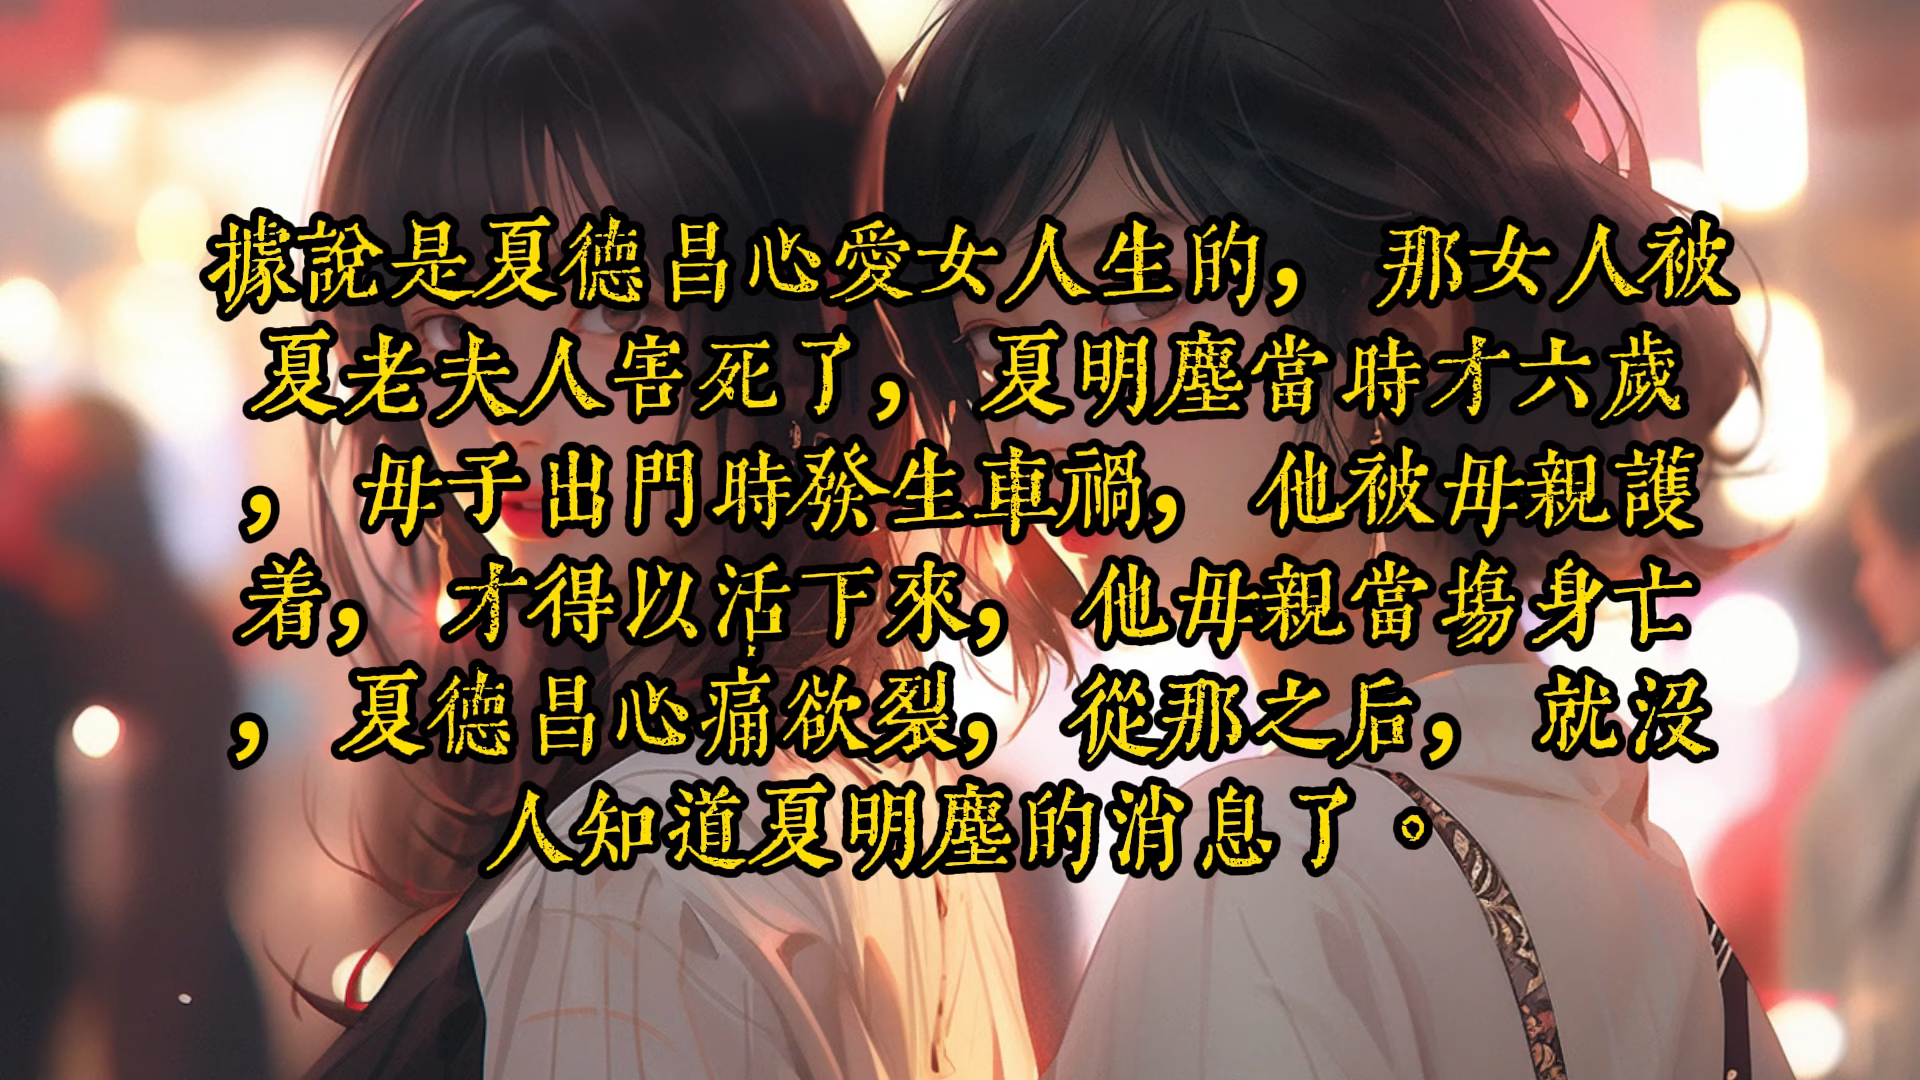 據說是夏德昌心愛女人生的, 那女人被
夏老夫人害死了, 夏明塵當時才六歲
, 母子出門時發生車禍, 他被母親護
着, 才得以活下來, 他母親當場身亡
, 夏德昌心痛欲裂, 從那之后, 就沒
人知道夏明塵的消息了。